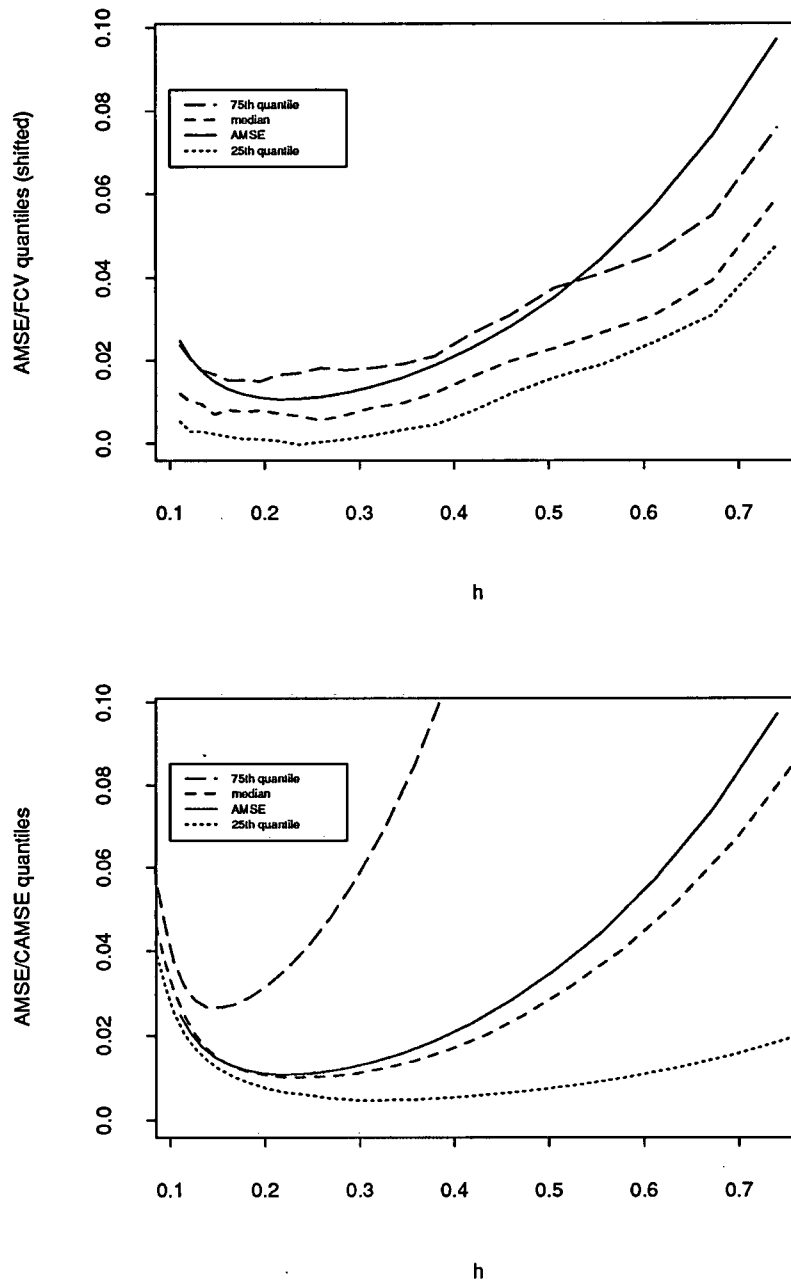 AMSE/FCV quantiles (shifted)
0.10
0.08
0.06
0.04
0.02
0.0
75th quantile
median
AMSE
25th quantile
0.1 0.2 0.3 0.4 0.5 0.6 0.7
h
AMSE/CAMSE quantiles
0.10
0.08
0.06
0.04
0.02
0.0
75th quantile
median
AMSE
25th quantile
0.1 0.2 0.3 0.4 0.5 0.6 0.7
h